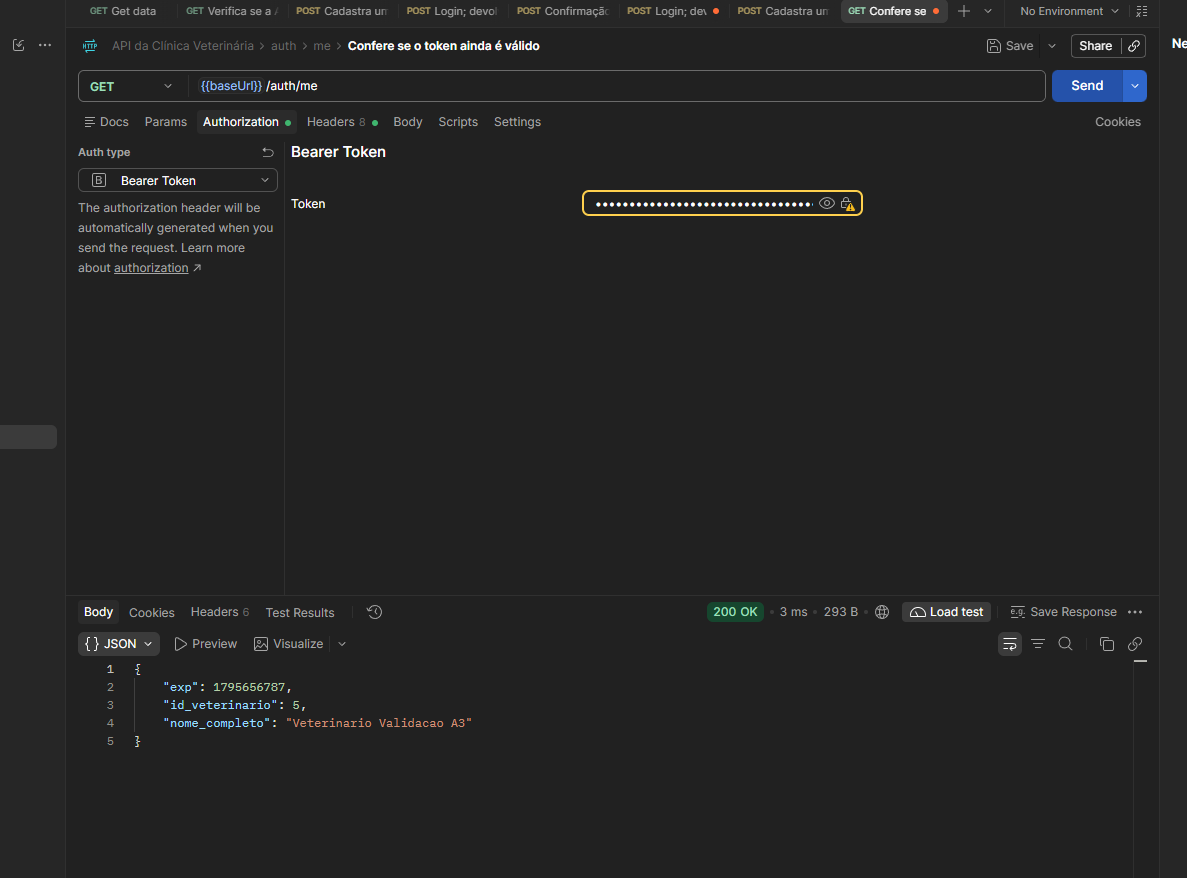 GET Get data GET Verifica se a POST Cadastra um POST Login; devol POST Confirmação POST Login; dev POST Cadastra um GET Confere se No Environment
HTTP API da Clínica Veterinária > auth > me > Confere se o token ainda é válido Save Share Ne
GET {{baseUrl}} /auth/me Send
Docs Params Authorization Headers 8 Body Scripts Settings Cookies
Auth type
B Bearer Token
The authorization header will be
automatically generated when you
send the request. Learn more
about authorization ↗
Bearer Token
Token ••••••••••••••••••••••••••••••••
Body Cookies Headers 6 Test Results 200 OK • 3 ms • 293 B • Load test e.g. Save Response
{} JSON Preview Visualize
1 {
2 "exp": 1795656787,
3 "id_veterinario": 5,
4 "nome_completo": "Veterinario Validacao A3"
5 }